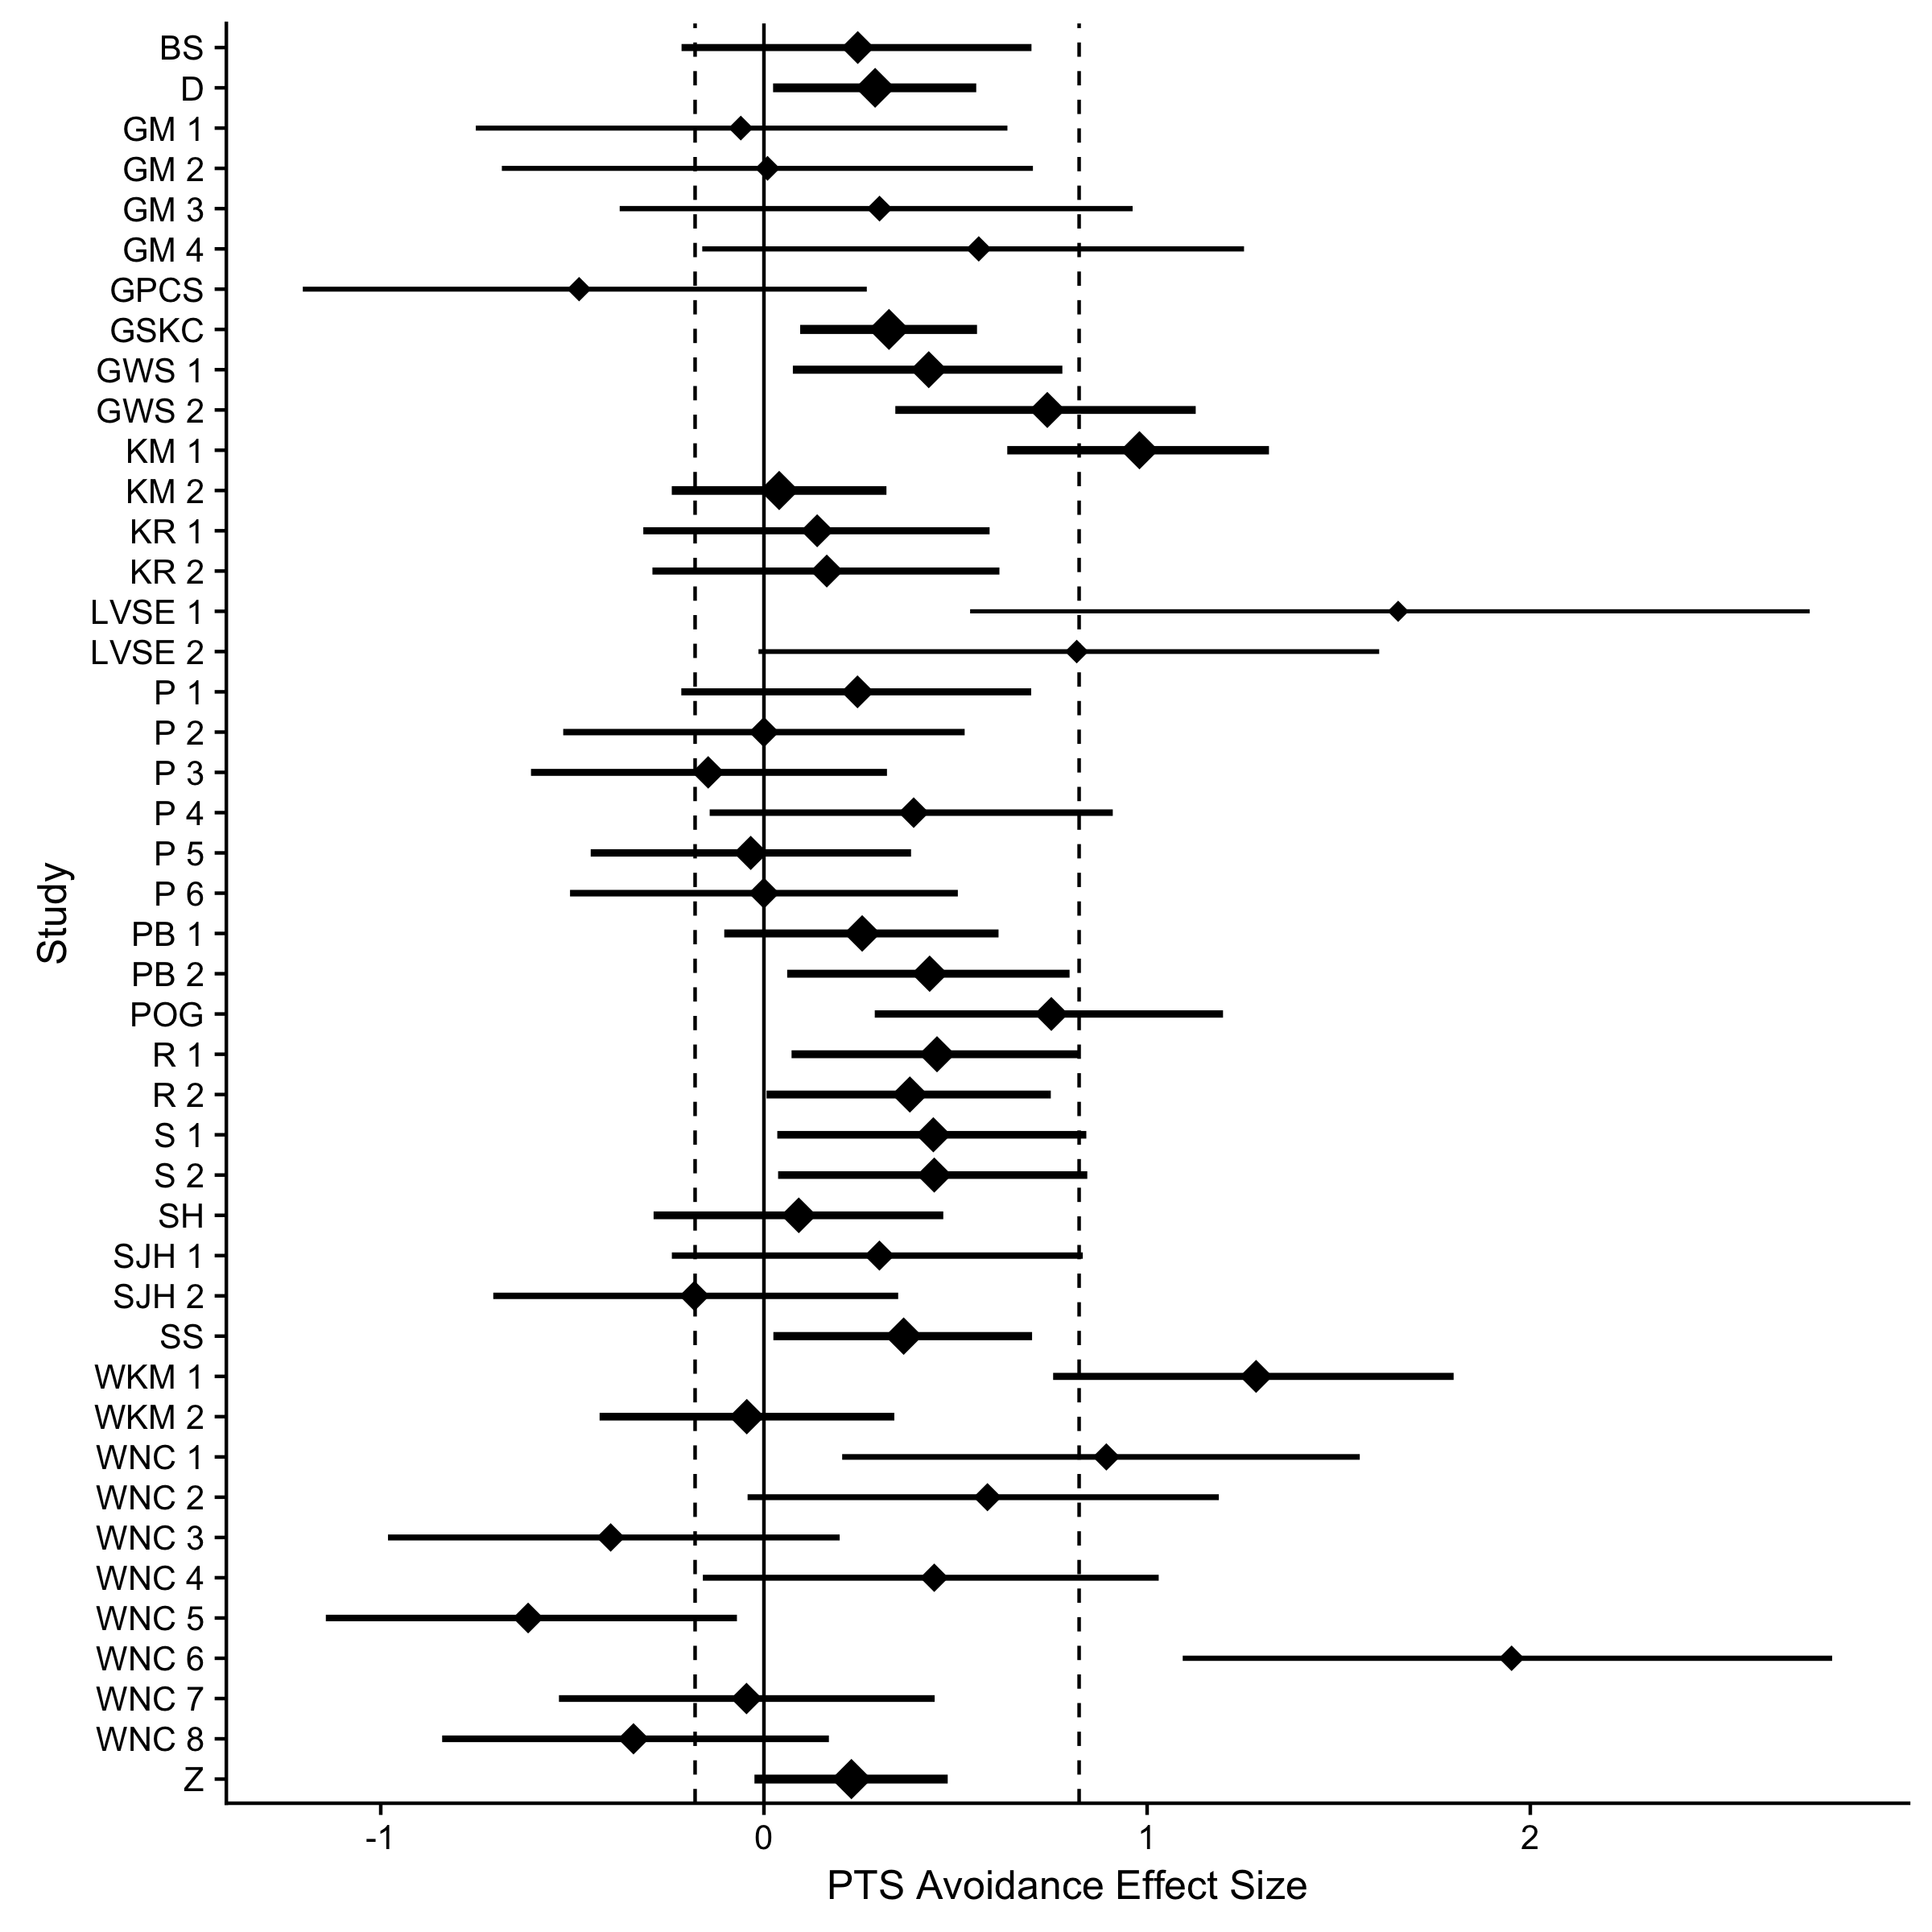 BS
D
GM 1
GM 2
GM 3
GM 4
GPCS
GSKC
GWS 1
GWS 2
KM 1
KM 2
KR 1
KR 2
LVSE 1
LVSE 2
P 1
P 2
P 3
P 4
P 5
P 6
PB 1
PB 2
POG
R 1
R 2
S 1
S 2
SH
SJH 1
SJH 2
SS
WKM 1
WKM 2
WNC 1
WNC 2
WNC 3
WNC 4
WNC 5
WNC 6
WNC 7
WNC 8
Z
Study
-1 0 1 2
PTS Avoidance Effect Size